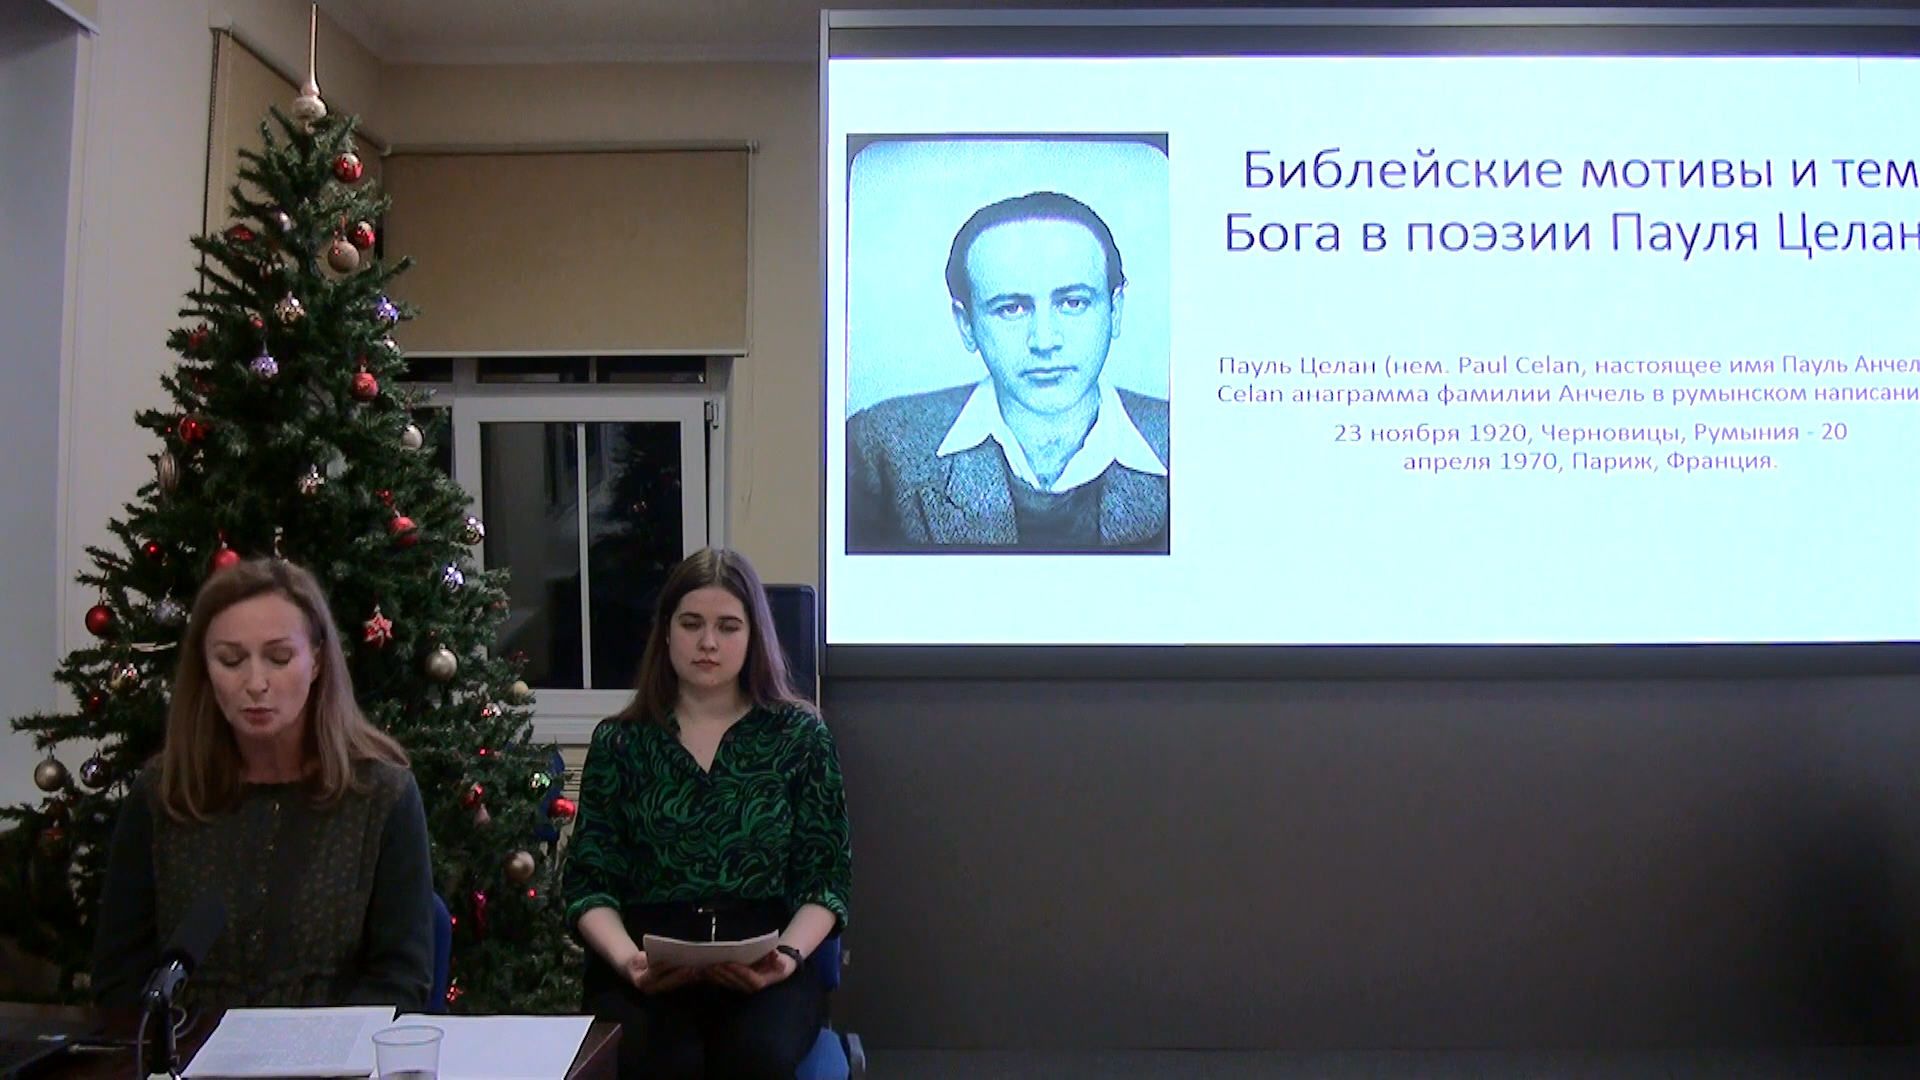 Библейские мотивы и тем
Бога в поэзии Пауля Целан
Пауль Целан (нем. Paul Celan, настоящее имя Пауль Анчел
Celan анаграмма фамилии Анчель в румынском написани
23 ноября 1920, Черновицы, Румыния - 20
апреля 1970, Париж, Франция.